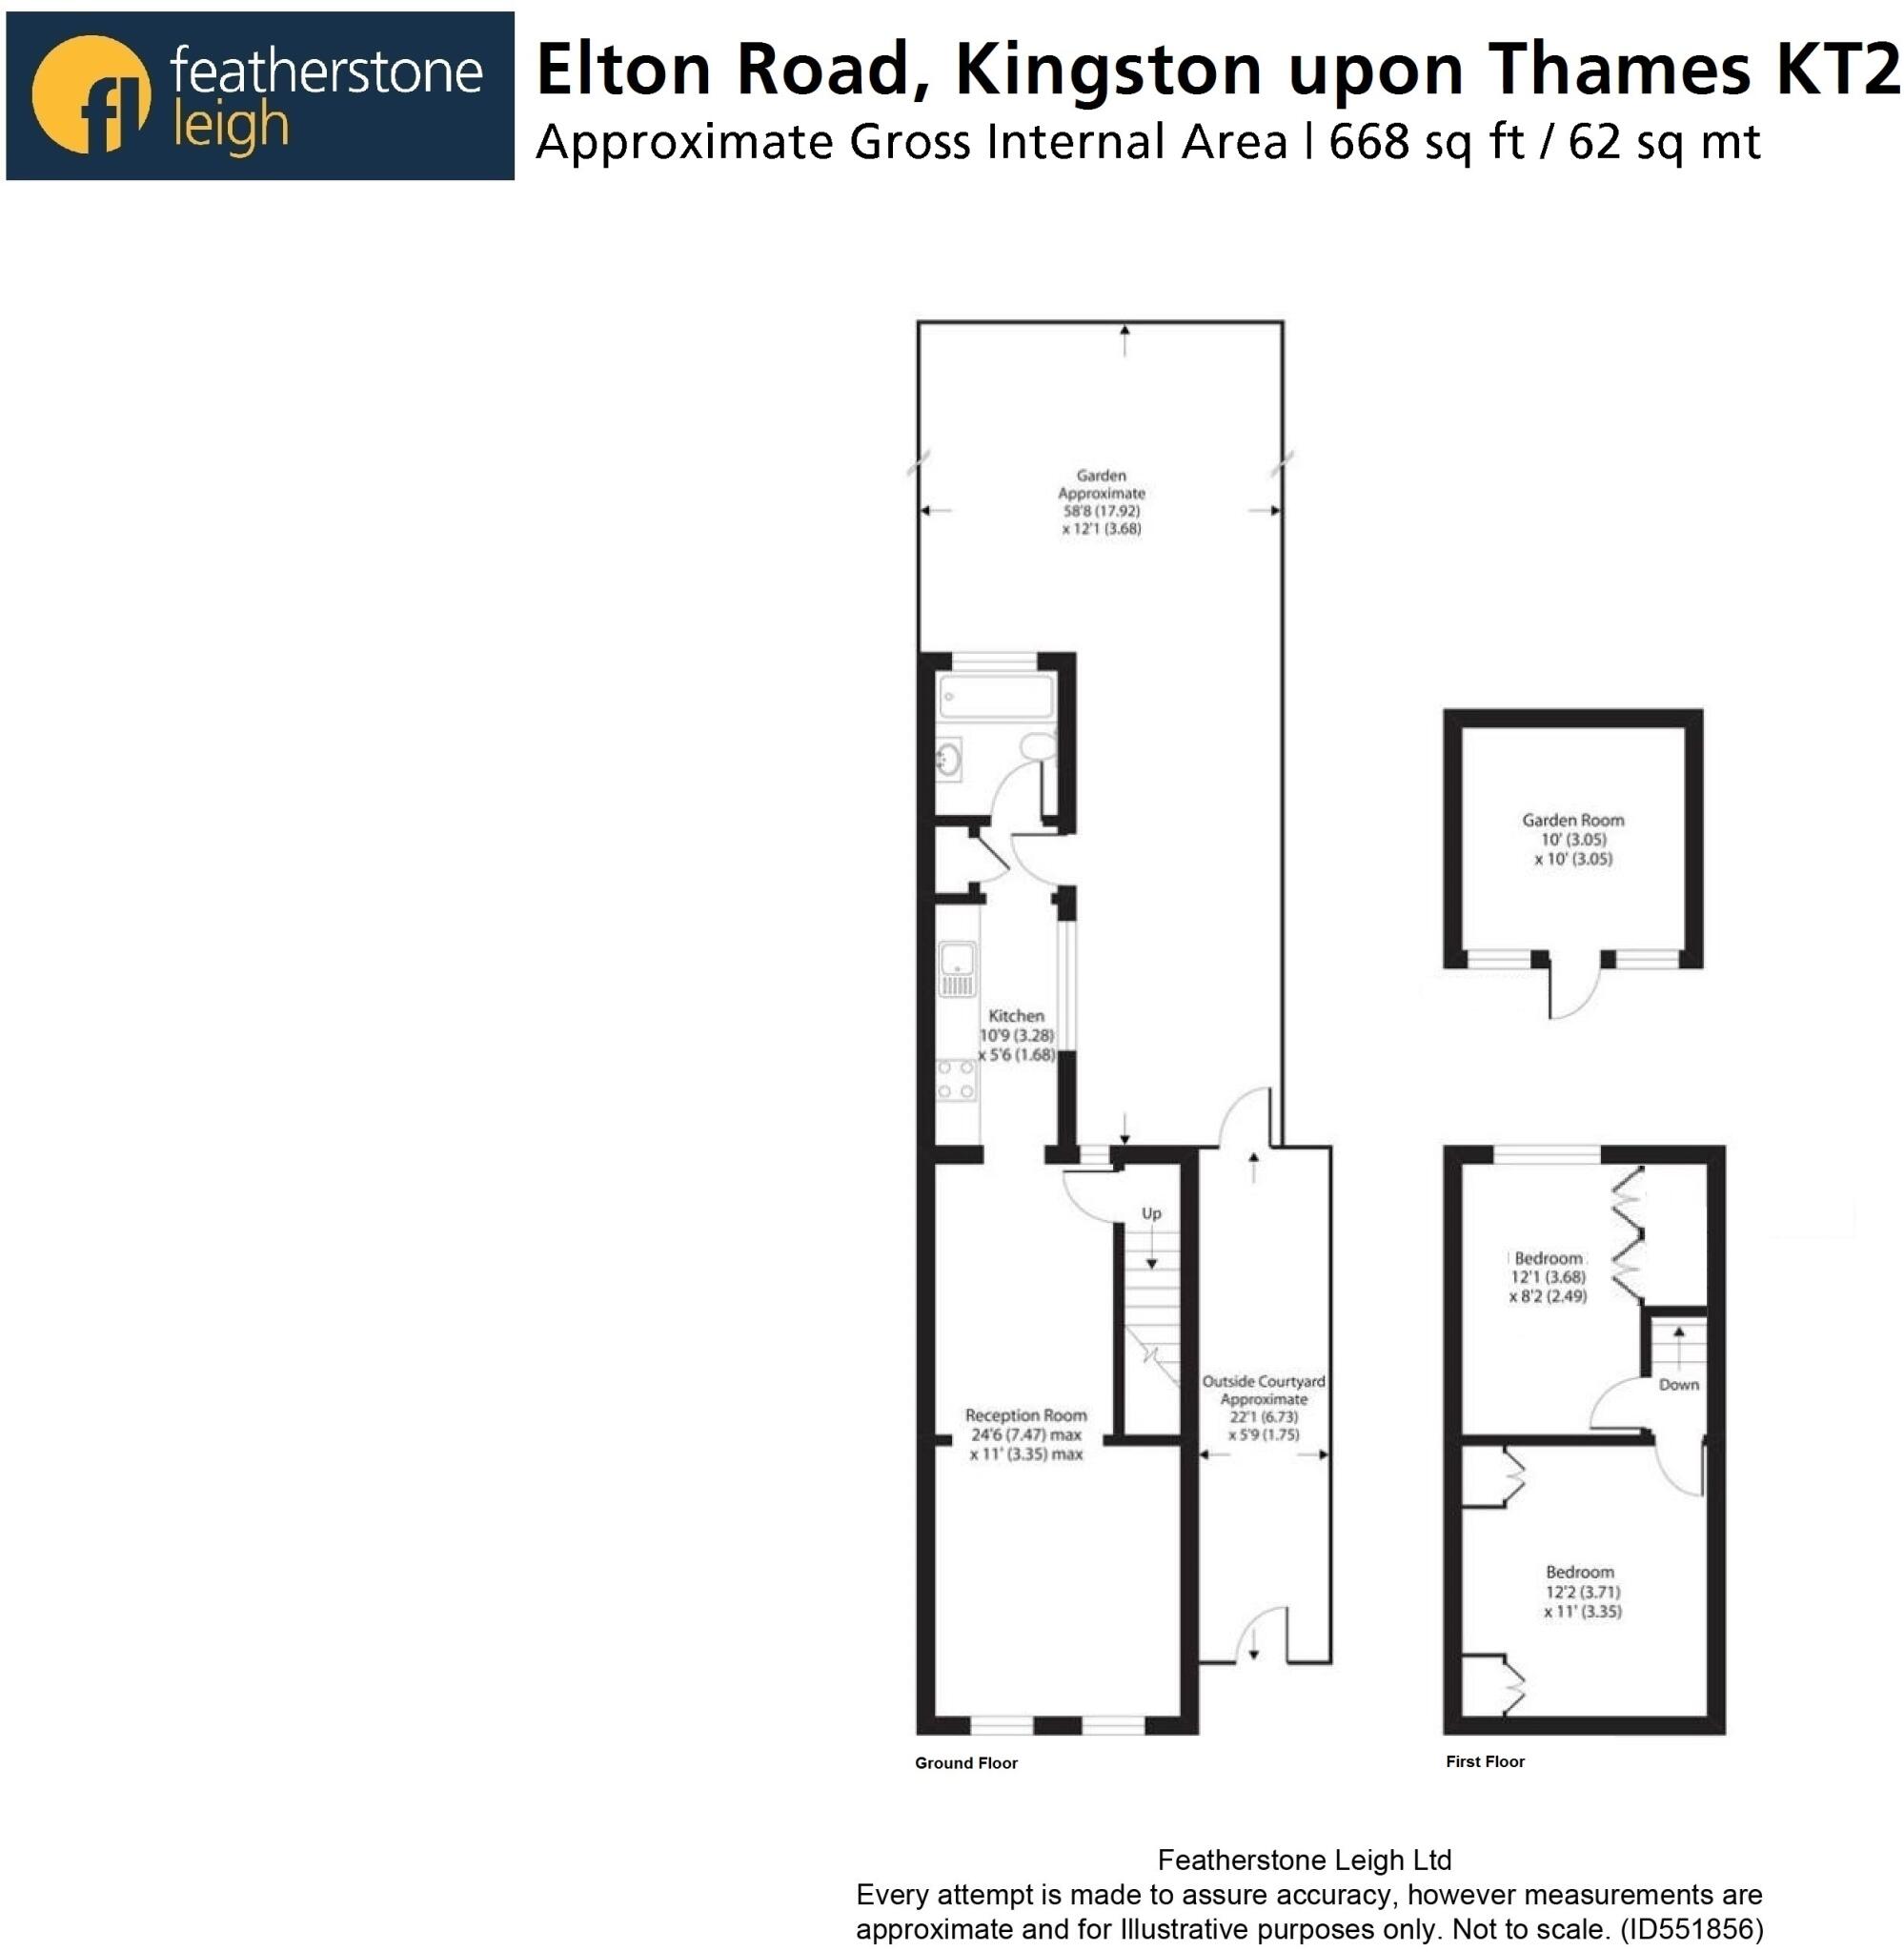 featherstone
leigh
fl
Elton Road, Kingston upon Thames KT2
Approximate Gross Internal Area | 668 sq ft / 62 sq mt
Garden
Approximate
58'8 (17.92)
x 12'1 (3.68)
Garden Room
10' (3.05)
x 10' (3.05)
Kitchen
10'9 (3.28)
x 5'6 (1.68)
Up
Bedroom
12'1 (3.68)
x 8'2 (2.49)
Down
Outside Courtyard
Approximate
22'1 (6.73)
x 5'9 (1.75)
Reception Room
24'6 (7.47) max
x 11' (3.35) max
Bedroom
12'2 (3.71)
x 11' (3.35)
Ground Floor
First Floor
Featherstone Leigh Ltd
Every attempt is made to assure accuracy, however measurements are
approximate and for Illustrative purposes only. Not to scale. (ID551856)